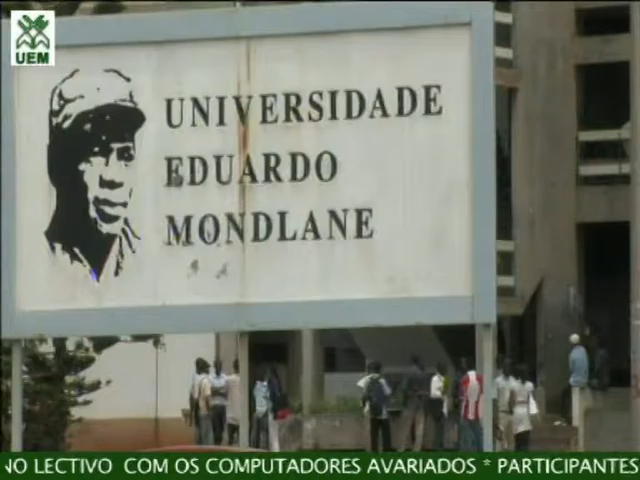 UEM
UNIVERSIDADE
EDUARDO
MONDLANE
NO LECTIVO  COM OS COMPUTADORES AVARIADOS * PARTICIPANTES